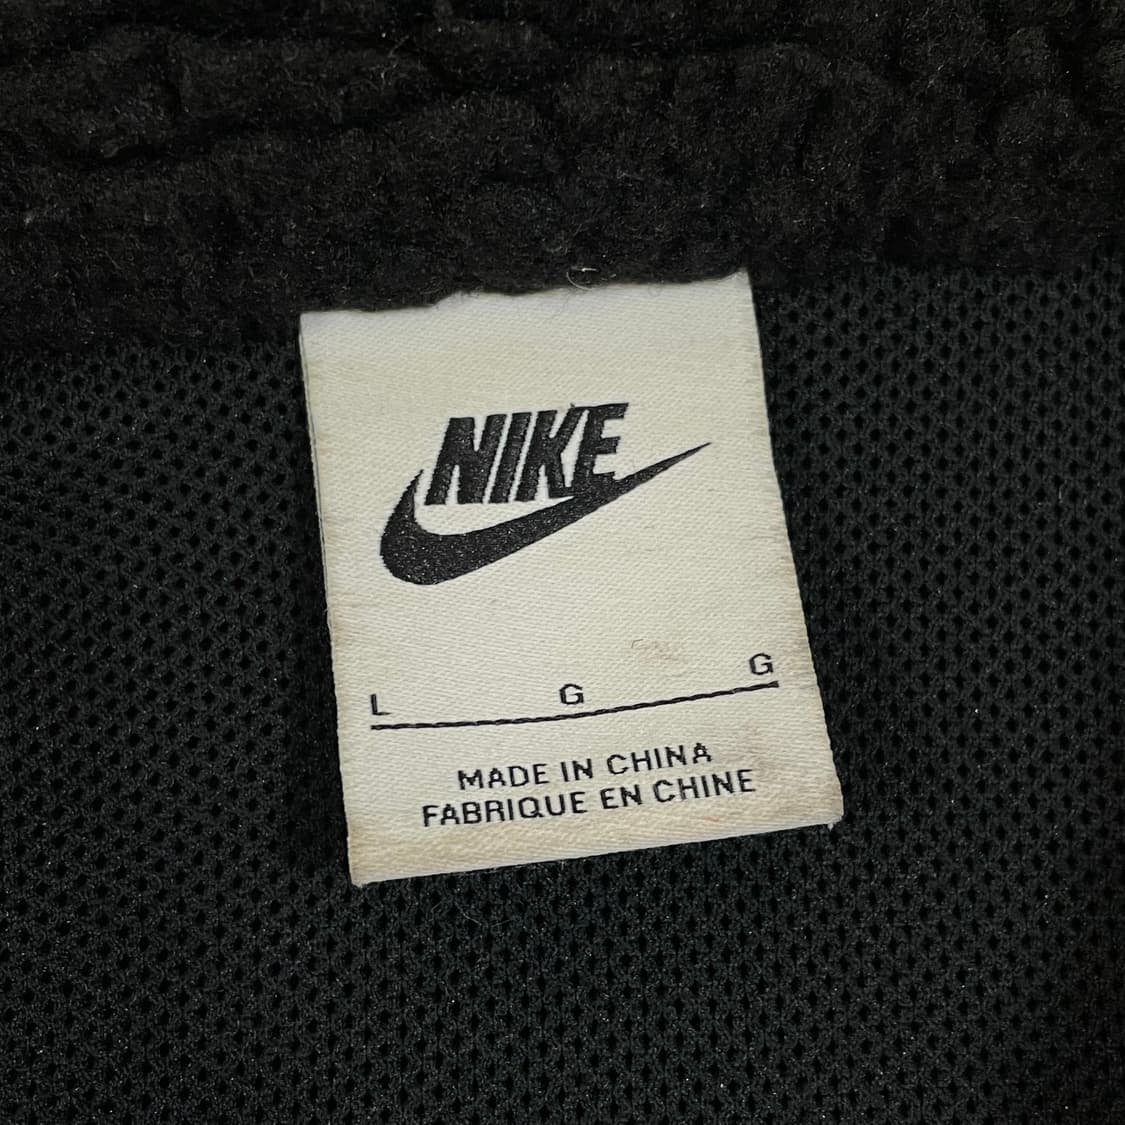 NIKE
L G G
MADE IN CHINA
FABRIQUE EN CHINE